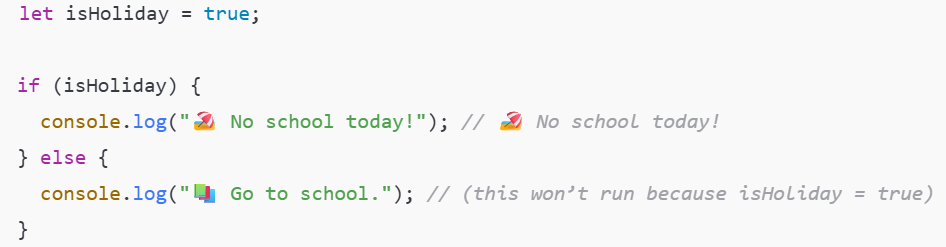 let isHoliday = true;
if (isHoliday) {
console.log("🏖️ No school today!"); // 🏖️ No school today!
} else {
console.log("📚 Go to school."); // (this won’t run because isHoliday = true)
}